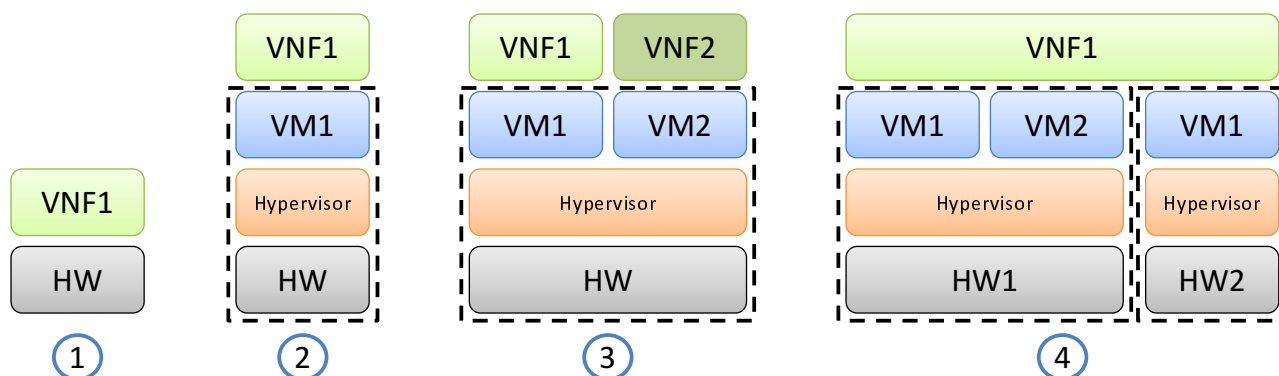 VNF1
HW
1
VNF1
VM1
Hypervisor
HW
2
VNF1 VNF2
VM1 VM2
Hypervisor
HW
3
VNF1
VM1 VM2 VM1
Hypervisor Hypervisor
HW1 HW2
4